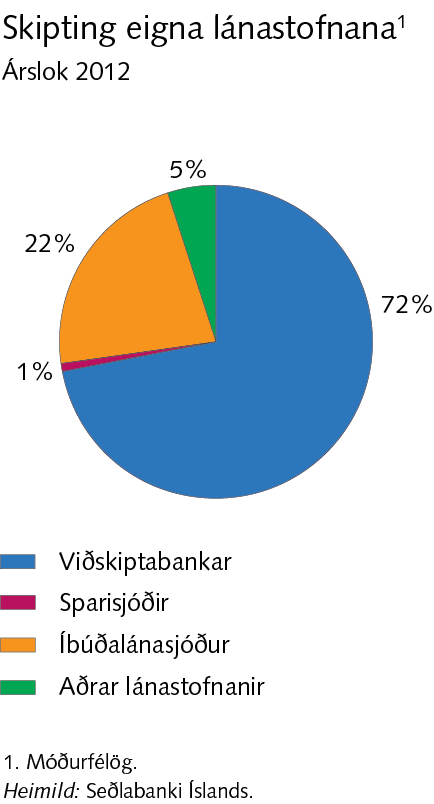 Skipting eigna lánastofnana¹
Árslok 2012
5%
22%
72%
1%
Viðskiptabankar
Sparisjóðir
Íbúðalánasjóður
Aðrar lánastofnanir
1. Móðurfélög.
Heimild: Seðlabanki Íslands.